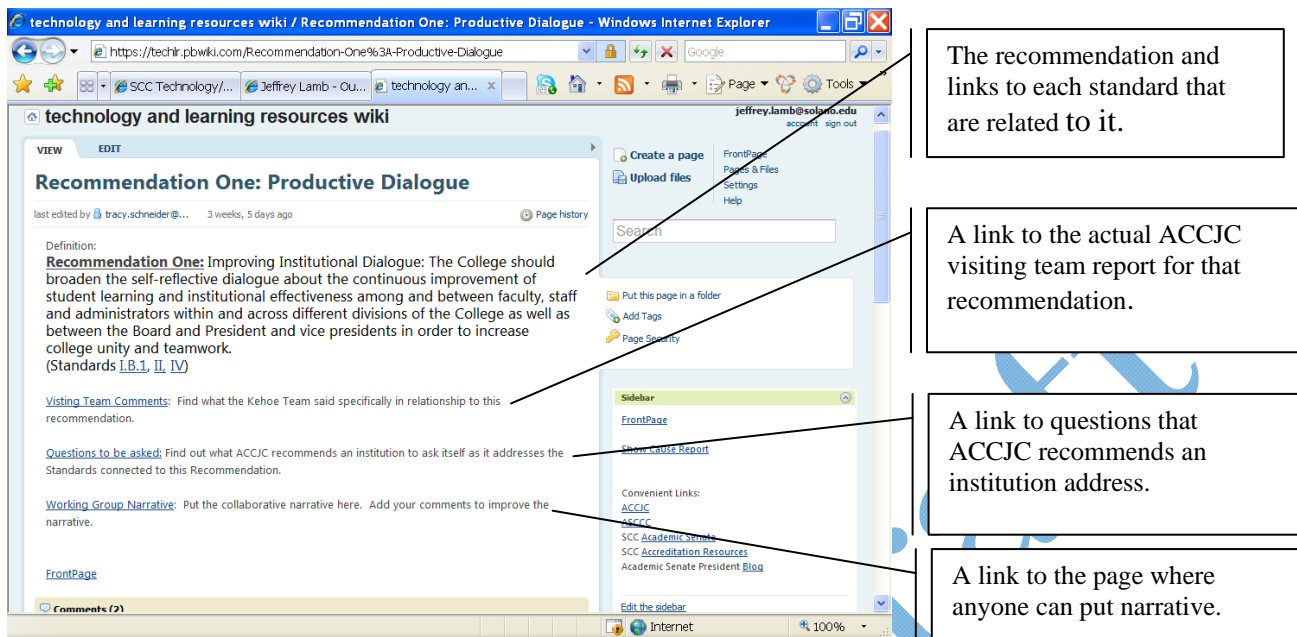 technology and learning resources wiki / Recommendation One: Productive Dialogue - Windows Internet Explorer
https://techlr.pbwiki.com/Recommendation-One%3A-Productive-Dialogue
Google
SCC Technology/...
Jeffrey Lamb - Ou...
technology an...
Page
Tools
technology and learning resources wiki
jeffrey.lamb@solano.edu
account sign out
VIEW
EDIT
Recommendation One: Productive Dialogue
last edited by tracy.schneider@... 3 weeks, 5 days ago
Page history
Definition:
Recommendation One: Improving Institutional Dialogue: The College should
broaden the self-reflective dialogue about the continuous improvement of
student learning and institutional effectiveness among and between faculty, staff
and administrators within and across different divisions of the College as well as
between the Board and President and vice presidents in order to increase
college unity and teamwork.
(Standards I.B.1, II, IV)
Visting Team Comments: Find what the Kehoe Team said specifically in relationship to this
recommendation.
Questions to be asked: Find out what ACCJC recommends an institution to ask itself as it addresses the
Standards connected to this Recommendation.
Working Group Narrative: Put the collaborative narrative here. Add your comments to improve the
narrative.
FrontPage
Comments (2)
Create a page
Upload files
FrontPage
Pages & Files
Settings
Help
Search
Put this page in a folder
Add Tags
Page Security
Sidebar
FrontPage
Show Cause Report
Convenient Links:
ACCJC
ASCCC
SCC Academic Senate
SCC Accreditation Resources
Academic Senate President Blog
Edit the sidebar
Internet
100%
The recommendation and
links to each standard that
are related to it.
A link to the actual ACCJC
visiting team report for that
recommendation.
A link to questions that
ACCJC recommends an
institution address.
A link to the page where
anyone can put narrative.